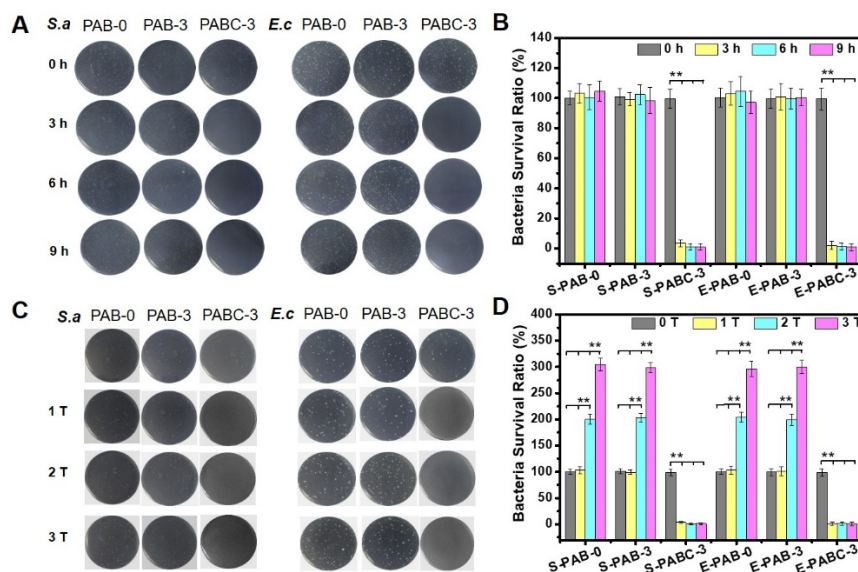 A
S.a PAB-0 PAB-3 PABC-3
E.c PAB-0 PAB-3 PABC-3
0 h
3 h
6 h
9 h
B
0 h 3 h 6 h 9 h
Bacteria Survival Ratio (%)
140
120
100
80
60
40
20
0
** **
S-PAB-0 S-PAB-3 S-PABC-3 E-PAB-0 E-PAB-3 E-PABC-3
C
S.a PAB-0 PAB-3 PABC-3
E.c PAB-0 PAB-3 PABC-3
1 T
2 T
3 T
D
0 T 1 T 2 T 3 T
Bacteria Survival Ratio (%)
400
350
300
250
200
150
100
50
0
** ** ** **
** ** ** **
** **
S-PAB-0 S-PAB-3 S-PABC-3 E-PAB-0 E-PAB-3 E-PABC-3